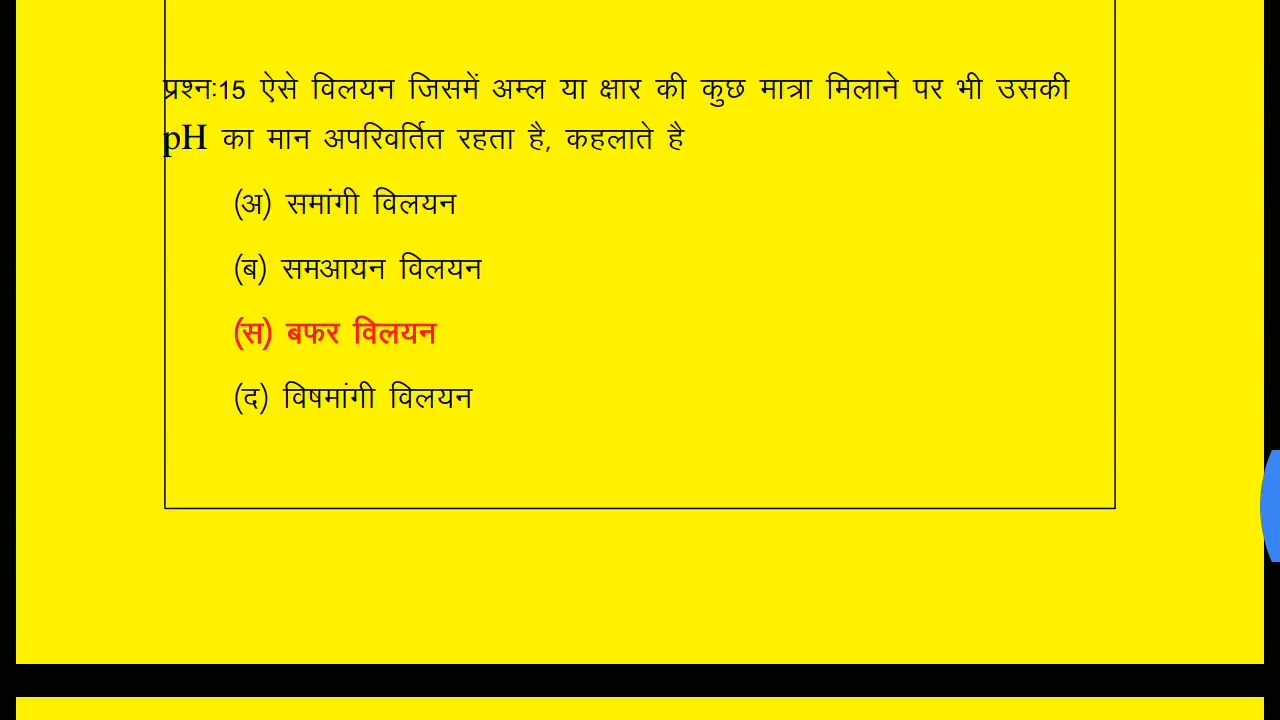 प्रश्नः15 ऐसे विलयन जिसमें अम्ल या क्षार की कुछ मात्रा मिलाने पर भी उसकी
pH का मान अपरिवर्तित रहता है, कहलाते है
(अ) समांगी विलयन
(ब) समआयन विलयन
(स) बफर विलयन
(द) विषमांगी विलयन